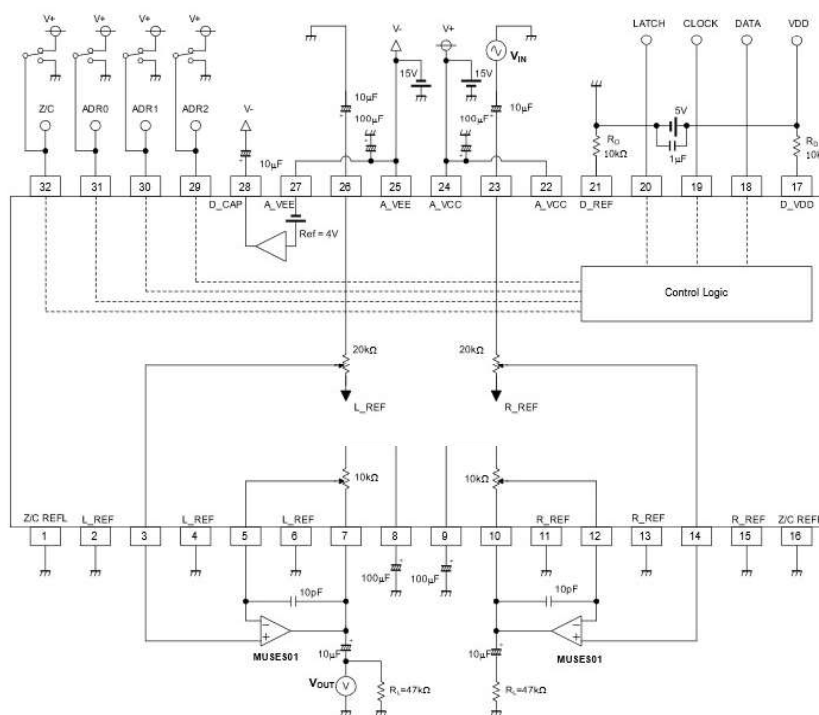 V+ V+ V+ V+ V- V+ VIN LATCH CLOCK DATA VDD
15V 15V
10µF 10µF
5V
Z/C ADR0 ADR1 ADR2 V- 100µF 100µF RD 10kΩ 1µF RD 10k
10µF
32 31 30 29 28 27 26 25 24 23 22 21 20 19 18 17
D_CAP A_VEE A_VEE A_VCC A_VCC D_REF D_VDD
Ref = 4V
Control Logic
20kΩ 20kΩ
L_REF R_REF
10kΩ 10kΩ
Z/C REFL L_REF L_REF L_REF R_REF R_REF R_REF
1 2 3 4 5 6 7 8 9 10 11 12 13 14 15 16
100µF 100µF
10pF 10pF
MUSES01 10µF 10µF MUSES01
VOUT V RL=47kΩ RL=47kΩ